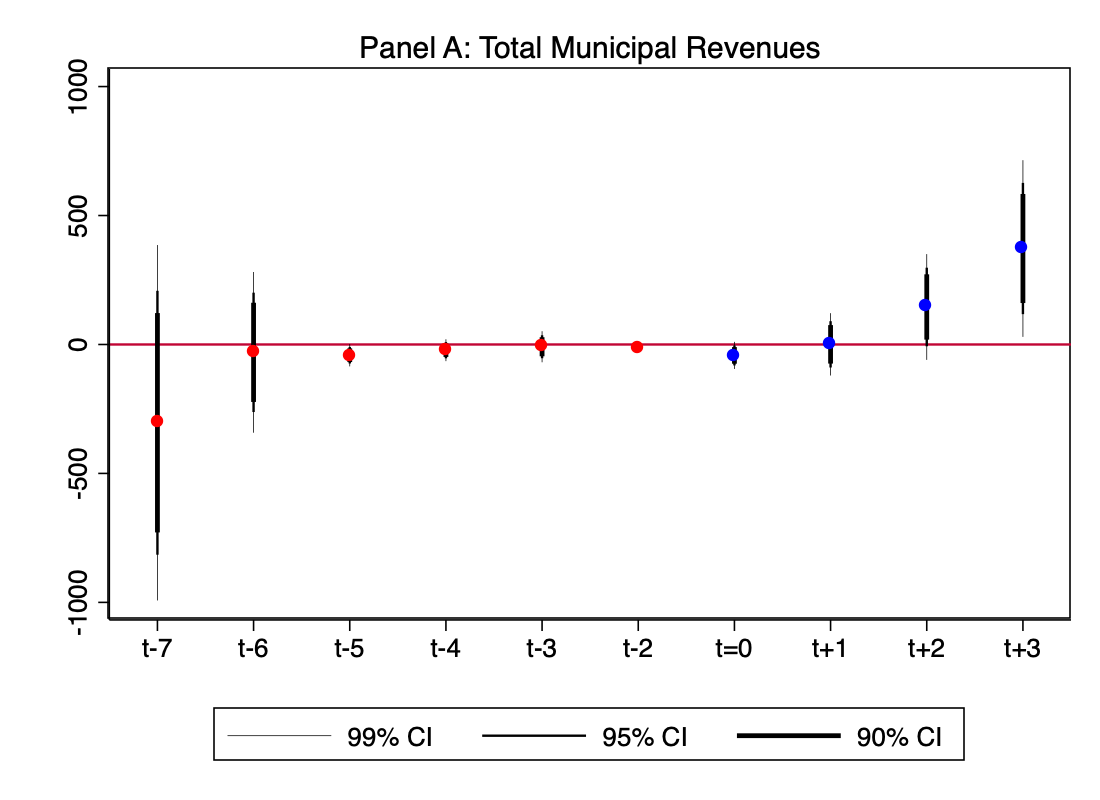 Panel A: Total Municipal Revenues
1000
500
0
-500
-1000
t-7 t-6 t-5 t-4 t-3 t-2 t=0 t+1 t+2 t+3
99% CI 95% CI 90% CI